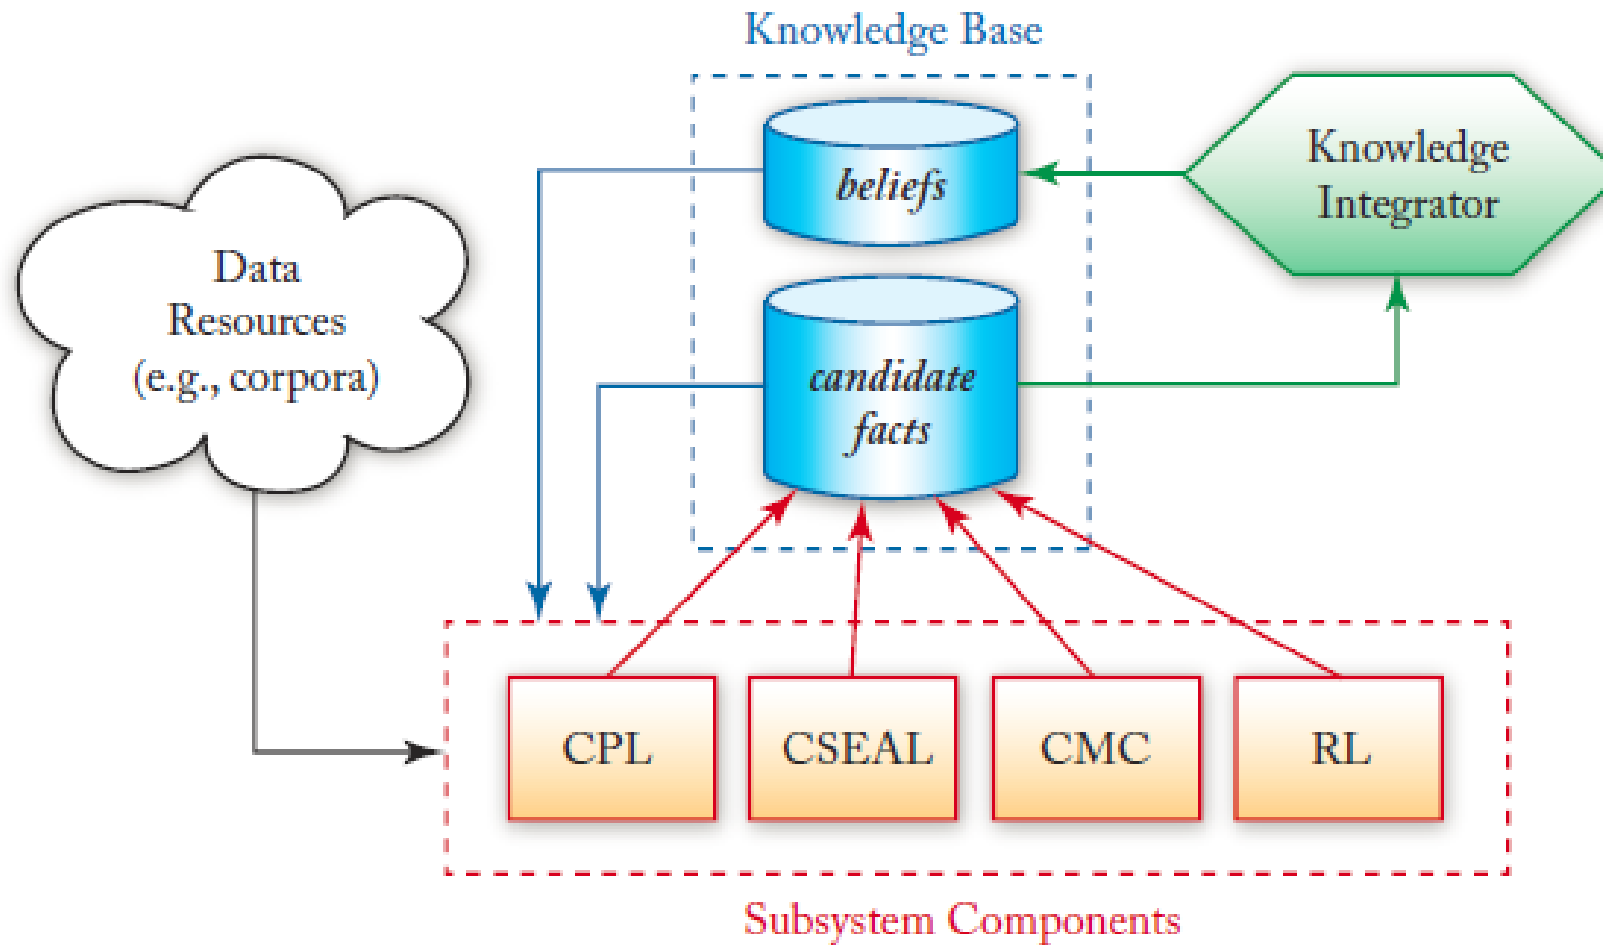 Knowledge Base
beliefs
Knowledge
Integrator
Data
Resources
(e.g., corpora)
candidate
facts
CPL
CSEAL
CMC
RL
Subsystem Components